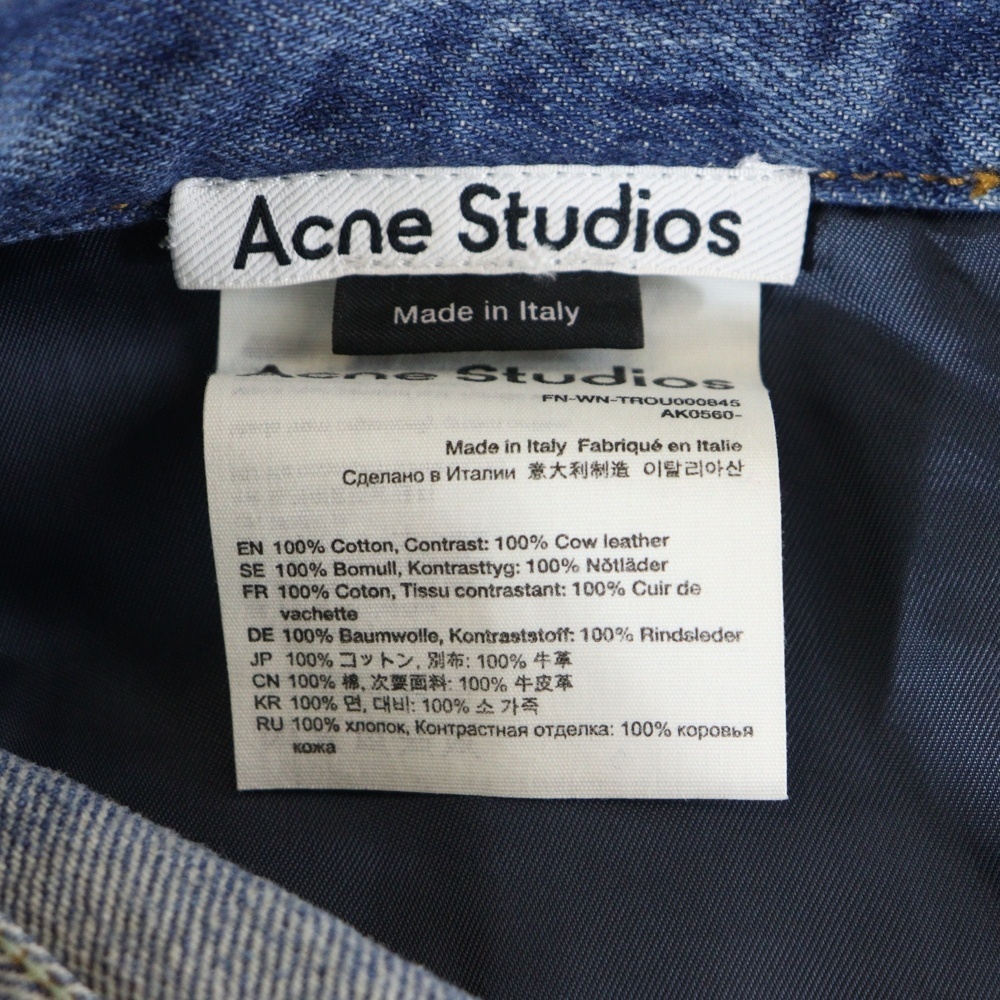 Acne Studios
Made in Italy
Acne Studios
FN-WN-TROU000845
AK0560-
Made in Italy Fabriqué en Italie
Сделано в Италии 意大利制造 이탈리아산
EN 100% Cotton, Contrast: 100% Cow leather
SE 100% Bomull, Kontrasttyg: 100% Nötläder
FR 100% Coton, Tissu contrastant: 100% Cuir de
vachette
DE 100% Baumwolle, Kontraststoff: 100% Rindsleder
JP 100% コットン, 別布: 100% 牛革
CN 100% 棉, 次要面料: 100% 牛皮革
KR 100% 면, 대비: 100% 소 가죽
RU 100% хлопок, Контрастная отделка: 100% коровья
кожа